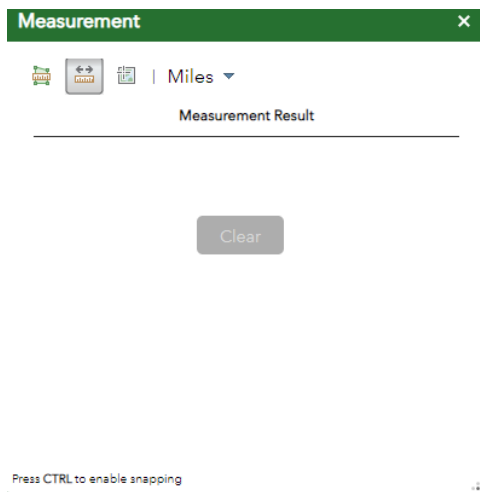 Measurement
| Miles
Measurement Result
Clear
Press CTRL to enable snapping